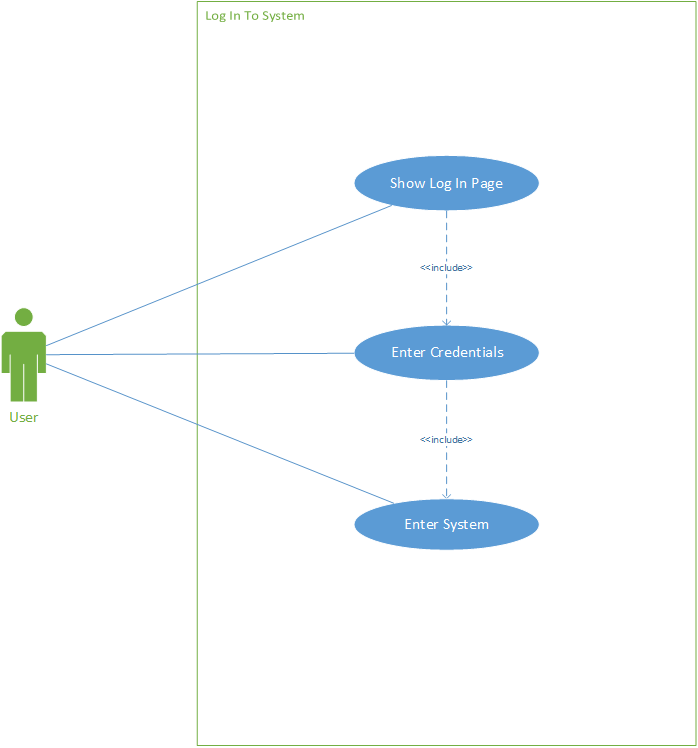 Log In To System
Show Log In Page
<<include>>
Enter Credentials
User
<<include>>
Enter System